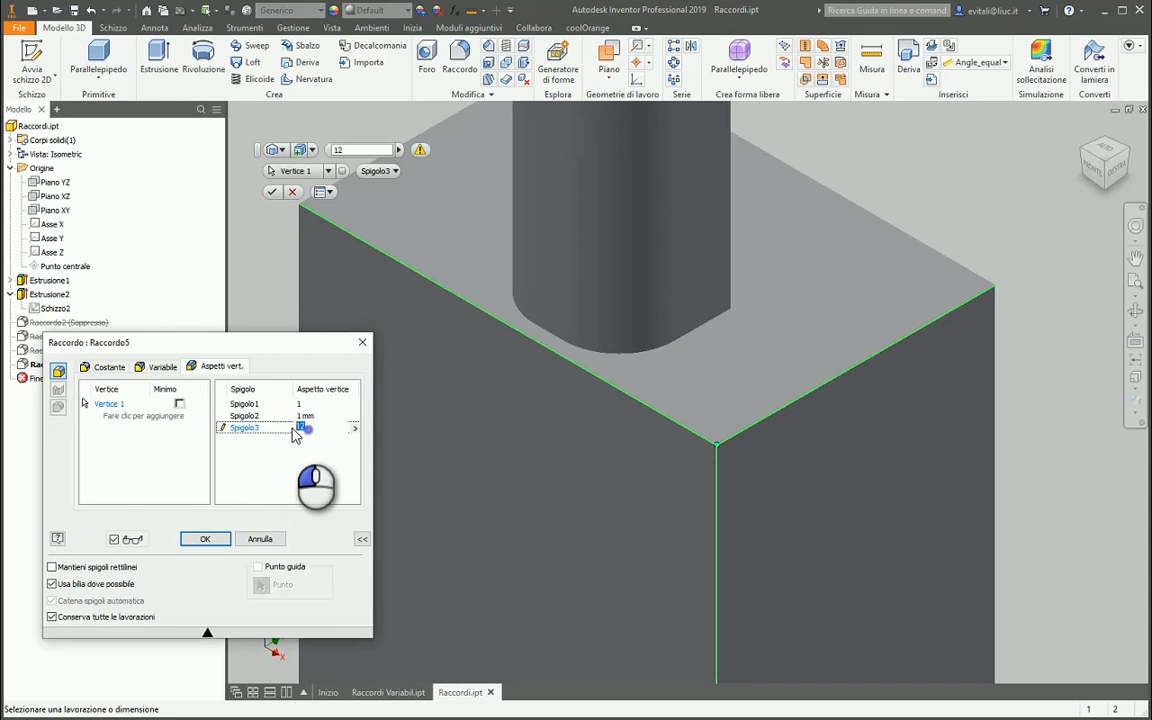 Generico
Default
Autodesk Inventor Professional 2019 Raccordi.ipt
Ricerca Guida in linea e comand
evitali@liuc.it
File
Modello 3D
Schizzo
Annota
Analizza
Strumenti
Gestione
Vista
Ambienti
Inizia
Moduli aggiuntivi
Collabora
coolOrange
Avvia
schizzo 2D
Parallelepipedo
Estrusione
Rivoluzione
Sweep
Loft
Elicoide
Sbalzo
Deriva
Nervatura
Decalcomania
Importa
Foro
Raccordo
Generatore
di forme
Piano
Parallelepipedo
Misura
Deriva
Angle_equal
Analisi
sollecitazione
Converti in
lamiera
Schizzo
Primitive
Crea
Modifica
Esplora
Geometrie di lavoro
Serie
Crea forma libera
Superficie
Misura
Inserisci
Simulazione
Converti
Modello
Raccordi.ipt
Corpi solidi(1)
Vista: Isometric
Origine
Piano YZ
Piano XZ
Piano XY
Asse X
Asse Y
Asse Z
Punto centrale
Estrusione1
Estrusione2
Schizzo2
Raccordo2 (Soppresso)
12
Vertice 1
Spigolo3
ALTO
FRONTE
DESTRA
Raccordo : Raccordo5
Costante
Variabile
Aspetti vert.
Vertice
Minimo
Vertice 1
Fare clic per aggiungere
Spigolo
Aspetto vertice
Spigolo1
1
Spigolo2
1 mm
Spigolo3
12
OK
Annulla
<<
Mantieni spigoli rettilinei
Usa bilia dove possibile
Catena spigoli automatica
Conserva tutte le lavorazioni
Punto guida
Punto
X
Inizio
Raccordi Variabil.ipt
Raccordi.ipt
Selezionare una lavorazione o dimensione
1
2